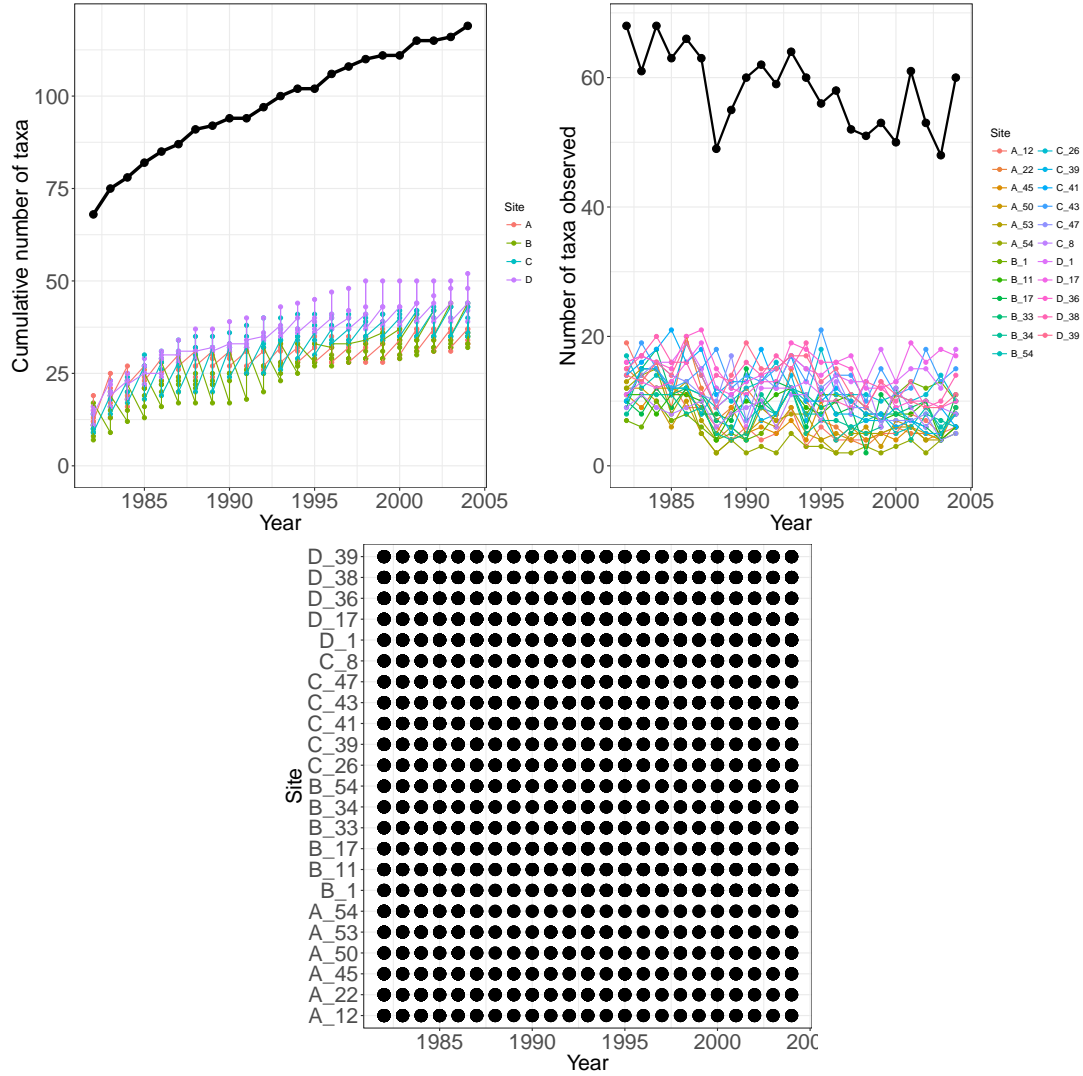 Cumulative number of taxa
100
75
50
25
0
1985 1990 1995 2000 2005
Year
Site
A
B
C
D
Number of taxa observed
60
40
20
0
1985 1990 1995 2000 2005
Year
Site
A_12 C_26
A_22 C_39
A_45 C_41
A_50 C_43
A_53 C_47
A_54 C_8
B_1 D_1
B_11 D_17
B_17 D_36
B_33 D_38
B_34 D_39
B_54
Site
D_39
D_38
D_36
D_17
D_1
C_8
C_47
C_43
C_41
C_39
C_26
B_54
B_34
B_33
B_17
B_11
B_1
A_54
A_53
A_50
A_45
A_22
A_12
1985 1990 1995 2000 200
Year